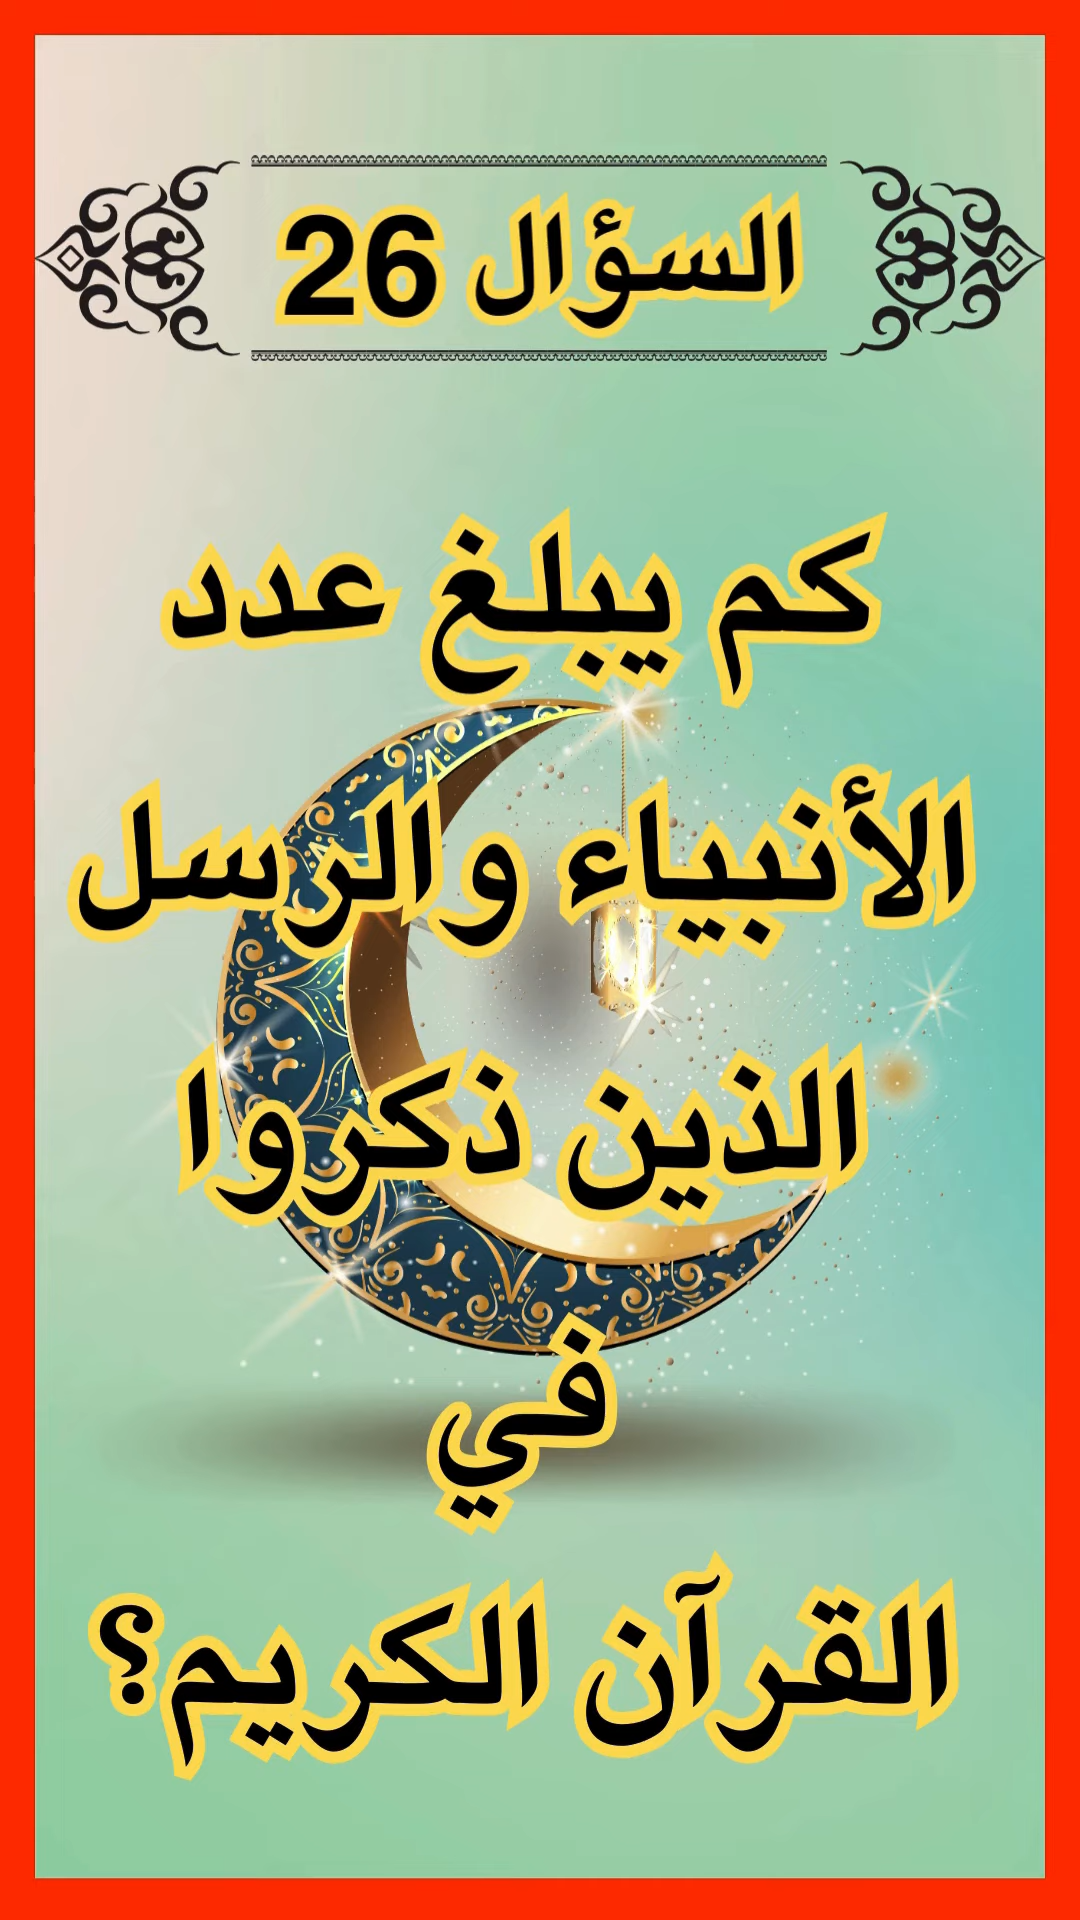 السؤال 26
كم يبلغ عدد
الأنبياء والرسل
الذين ذكروا
في
القرآن الكريم؟